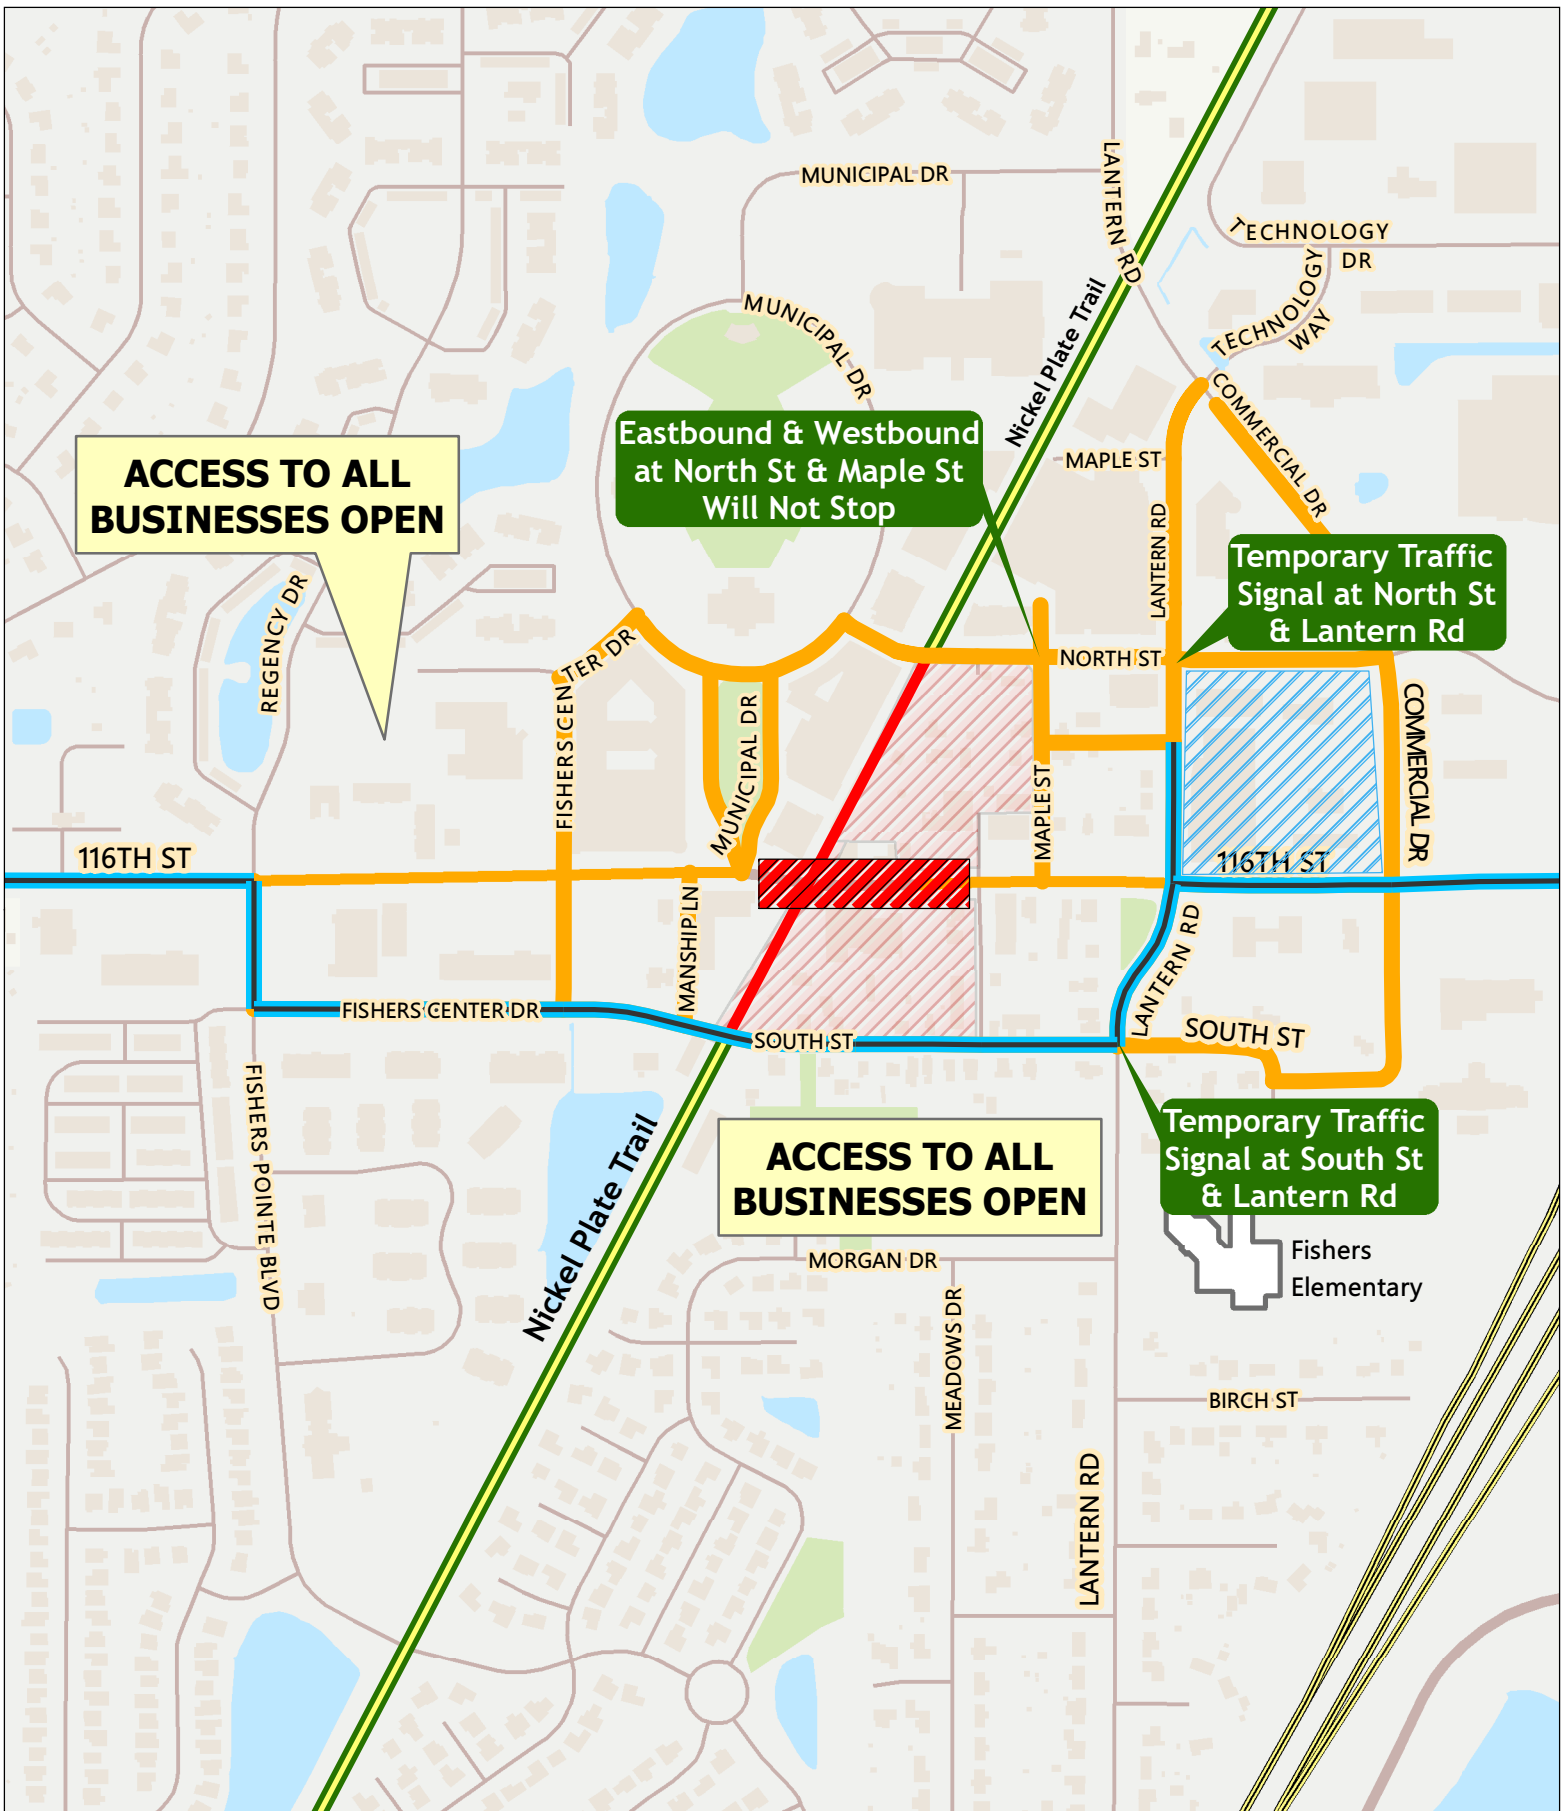 MUNICIPAL DR
LANTERN RD
TECHNOLOGY
DR
TECHNOLOGY
WAY
MUNICIPAL DR
Nickel Plate Trail
COMMERCIAL DR
Eastbound & Westbound
at North St & Maple St
Will Not Stop
MAPLE ST
ACCESS TO ALL
BUSINESSES OPEN
LANTERN RD
Temporary Traffic
Signal at North St
& Lantern Rd
REGENCY DR
FISHERS CENTER DR
NORTH ST
MUNICIPAL DR
COMMERCIAL DR
MAPLE ST
116TH ST
116TH ST
MANSHIP LN
LANTERN RD
FISHERS CENTER DR
SOUTH ST
SOUTH ST
FISHERS POINTE BLVD
Nickel Plate Trail
ACCESS TO ALL
BUSINESSES OPEN
Temporary Traffic
Signal at South St
& Lantern Rd
Fishers
Elementary
MORGAN DR
MEADOWS DR
BIRCH ST
LANTERN RD